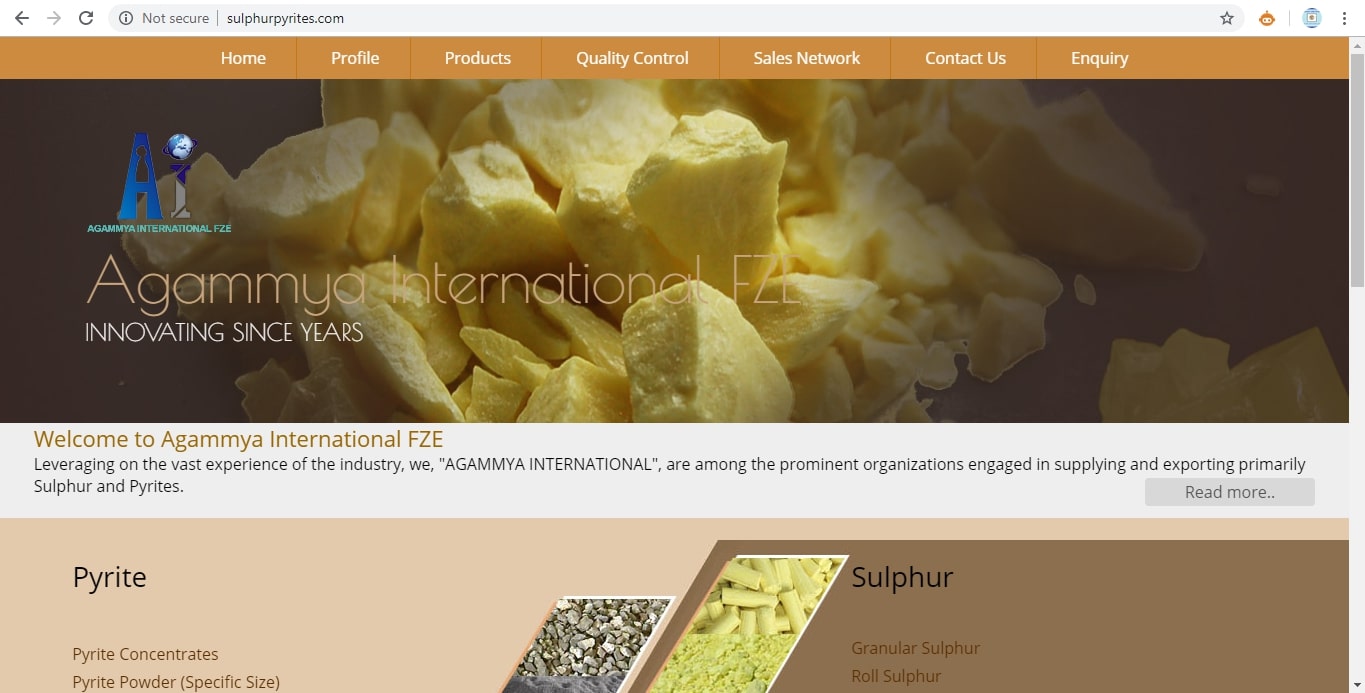 Not secure
sulphurpyrites.com
Home
Profile
Products
Quality Control
Sales Network
Contact Us
Enquiry
AGAMMYA INTERNATIONAL FZE
Agammya International FZE
INNOVATING SINCE YEARS
Welcome to Agammya International FZE
Leveraging on the vast experience of the industry, we, "AGAMMYA INTERNATIONAL", are among the prominent organizations engaged in supplying and exporting primarily
Sulphur and Pyrites.
Read more..
Pyrite
Pyrite Concentrates
Pyrite Powder (Specific Size)
Sulphur
Granular Sulphur
Roll Sulphur